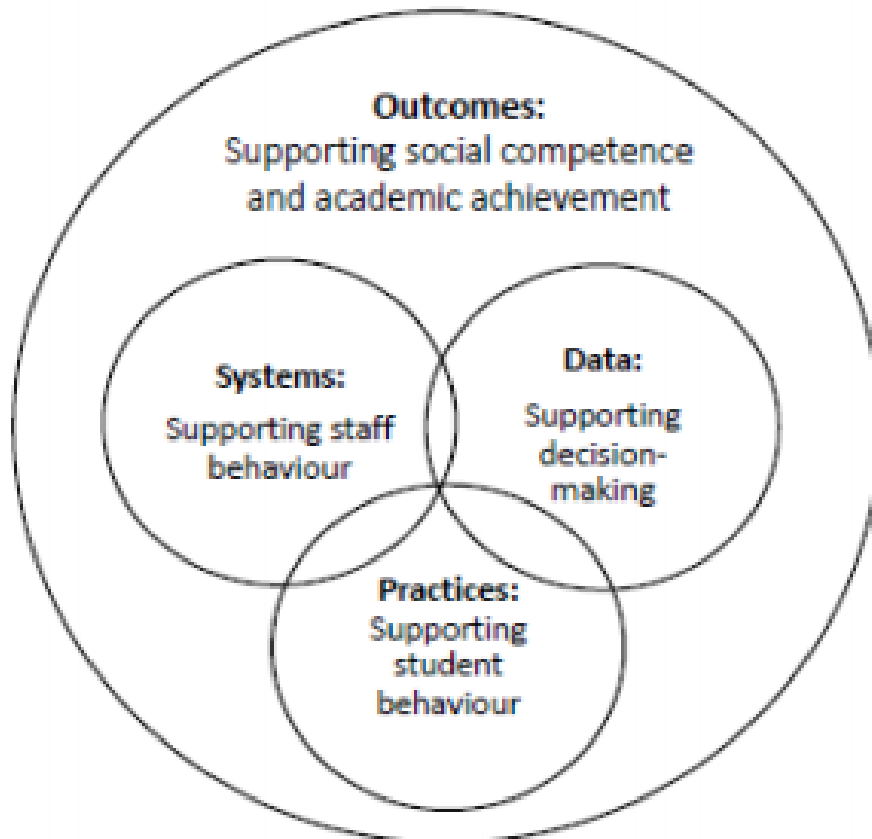 Outcomes:
Supporting social competence
and academic achievement
Systems:
Supporting staff
behaviour
Data:
Supporting
decision-
making
Practices:
Supporting
student
behaviour